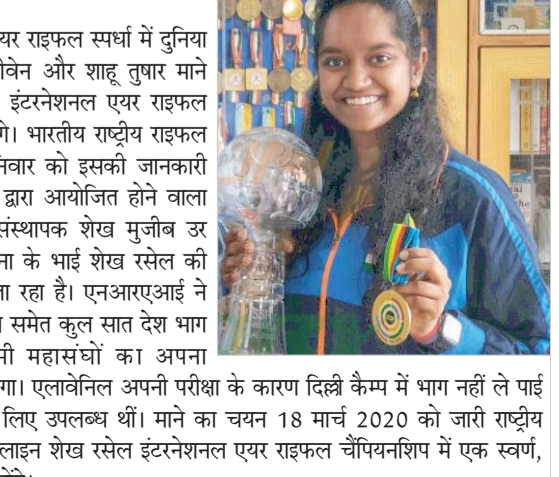 यर राइफल स्पर्धा में दुनिया
और शाहू तुषार माने
इंटरनेशनल एयर राइफल
भारतीय राष्ट्रीय राइफल
को इसकी जानकारी
द्वारा आयोजित होने वाला
संस्थापक शेख मुजीब उर
ना के भाई शेख रसेल की
रहा है। एनआरएआई ने
समेत कुल सात देश भाग
महासंघों का अपना
गा। एलावेनिल अपनी परीक्षा के कारण दिल्ली कैम्प में भाग नहीं ले पाई
लिए उपलब्ध थीं। माने का चयन 18 मार्च 2020 को जारी राष्ट्रीय
लाइन शेख रसेल इंटरनेशनल एयर राइफल चैंपियनशिप में एक स्वर्ण,